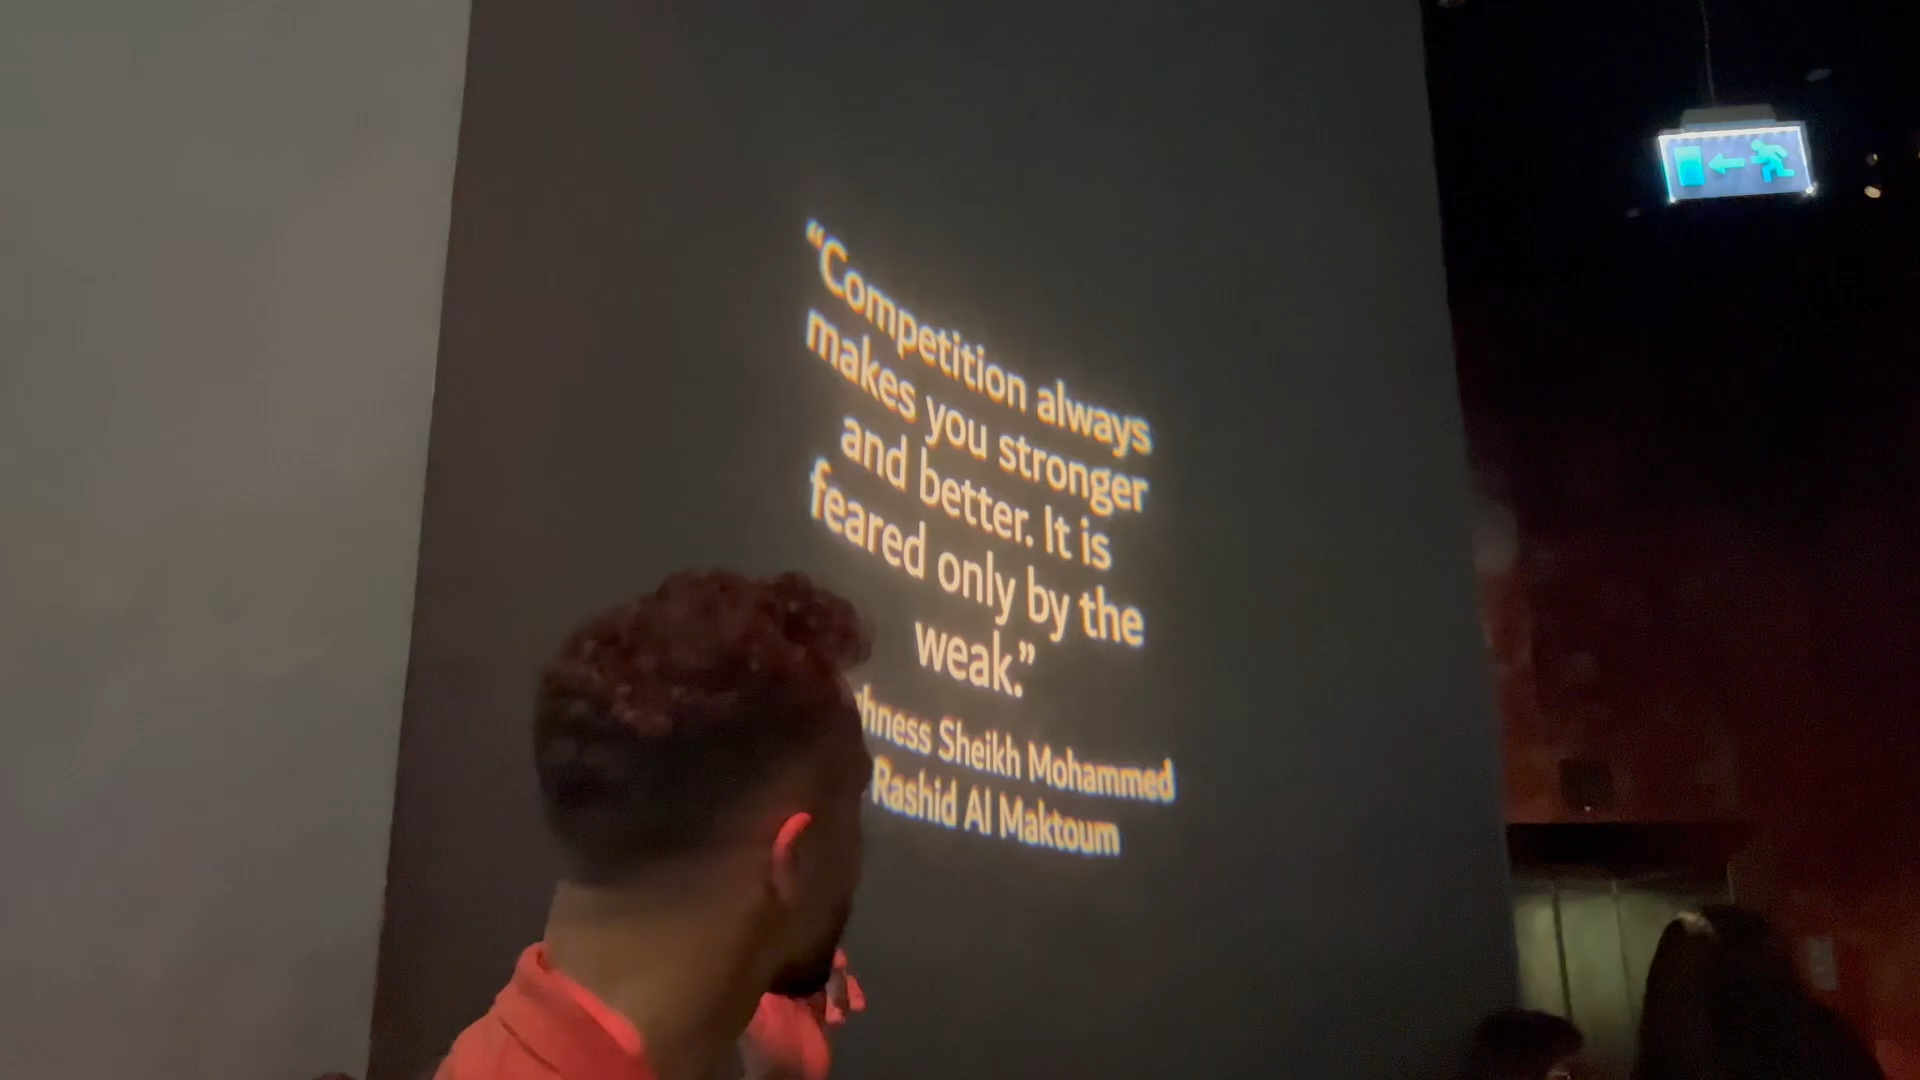 “Competition always
makes you stronger
and better. It is
feared only by the
weak.”
Sheikh Mohammed
Rashid Al Maktoum